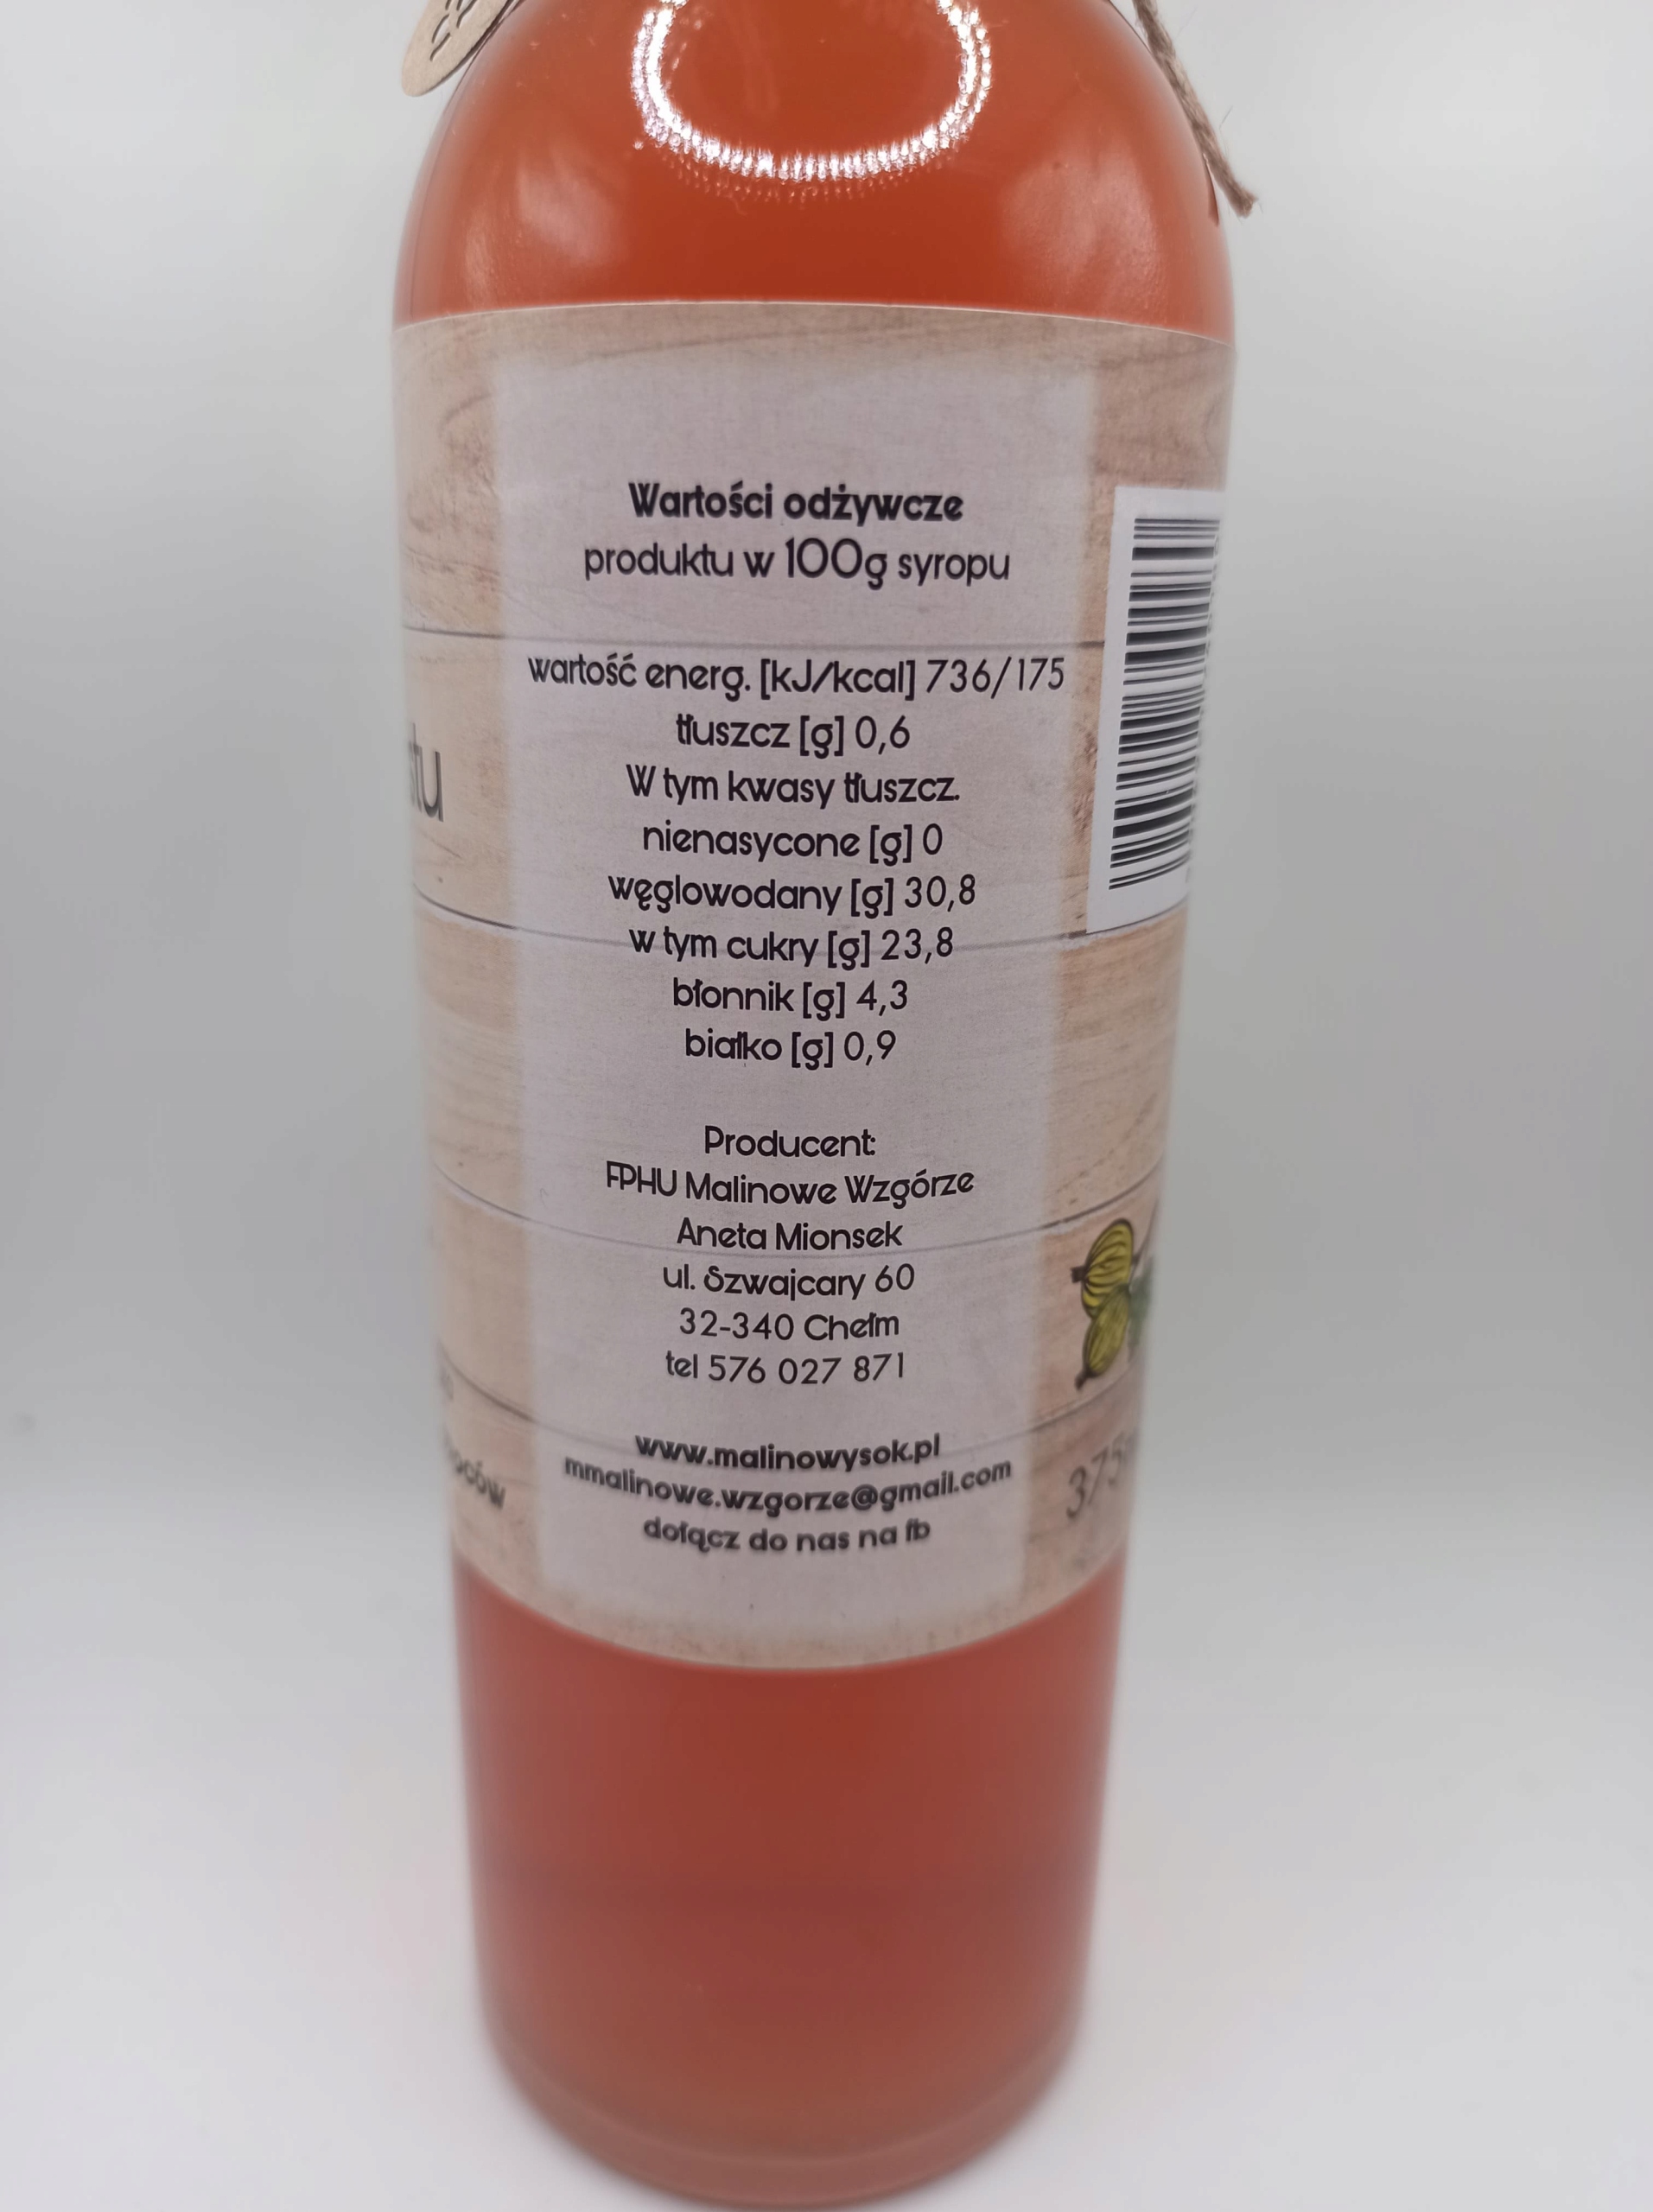 Wartości odżywcze
produktu w 100g syropu
wartość energ. [kJ/kcal] 736/175
tłuszcz [g] 0,6
W tym kwasy tłuszcz.
nienasycone [g] 0
węglowodany [g] 30,8
w tym cukry [g] 23,8
błonnik [g] 4,3
białko [g] 0,9
Producent:
FPHU Malinowe Wzgórze
Aneta Mionsek
ul. Szwajcary 60
32-340 Chełm
tel 576 027 871
www.malinowysok.pl
mmalinowe.wzgorze@gmail.com
dołącz do nas na fb
375